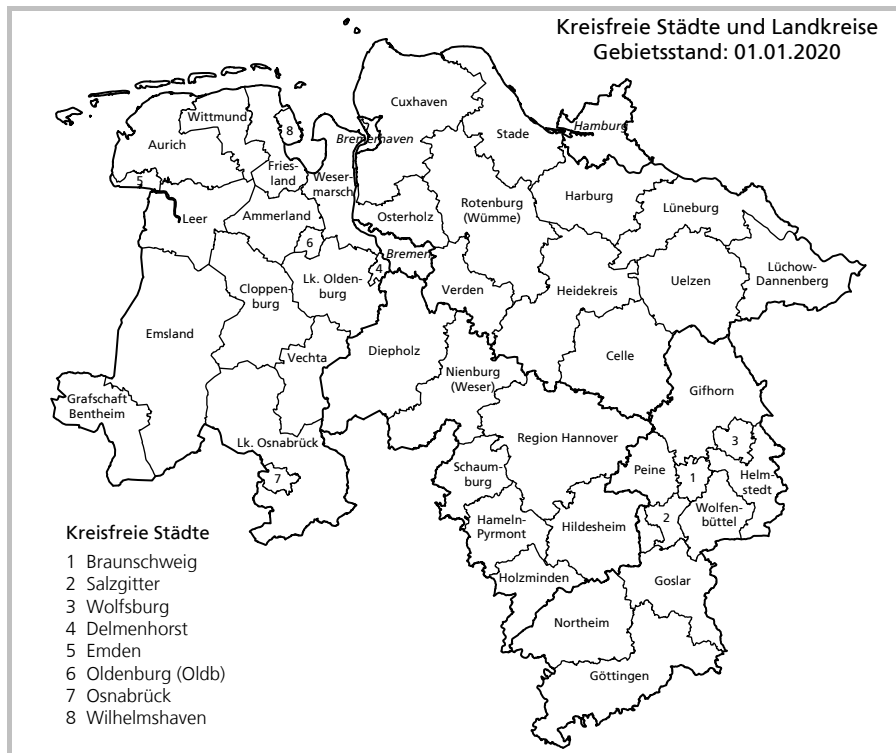 Kreisfreie Städte und Landkreise
Gebietsstand: 01.01.2020
Cuxhaven
Wittmund
8
Stade
Hamburg
Aurich
Bremerhaven
Fries-
land
Weser-
marsch
5
Harburg
Rotenburg
(Wümme)
Lüneburg
Leer
Ammerland
Osterholz
6
Bremen
4
Lüchow-
Dannenberg
Lk. Olden-
burg
Uelzen
Cloppen-
burg
Verden
Heidekreis
Emsland
Vechta
Diepholz
Celle
Nienburg
(Weser)
Gifhorn
Grafschaft
Bentheim
Lk. Osnabrück
Region Hannover
3
7
Schaum-
burg
Peine
1
Helm-
stedt
Wolfen-
büttel
2
Hameln-
Pyrmont
Hildesheim
Holzminden
Goslar
Northeim
Göttingen
Kreisfreie Städte
1 Braunschweig
2 Salzgitter
3 Wolfsburg
4 Delmenhorst
5 Emden
6 Oldenburg (Oldb)
7 Osnabrück
8 Wilhelmshaven